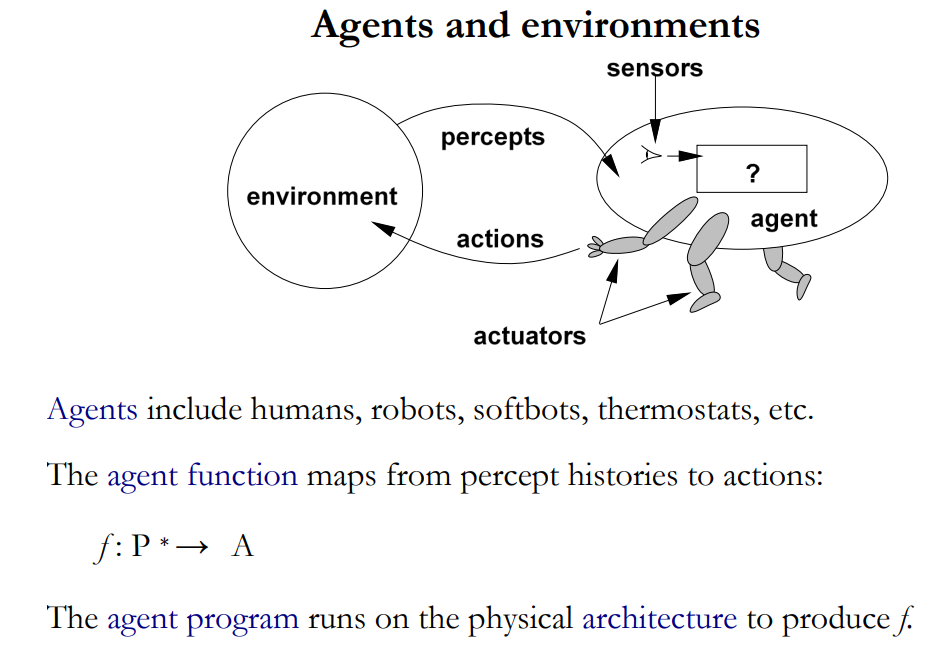 Agents and environments
sensors
percepts
?
environment
agent
actions
actuators
Agents include humans, robots, softbots, thermostats, etc.
The agent function maps from percept histories to actions:
f : P * → A
The agent program runs on the physical architecture to produce f.